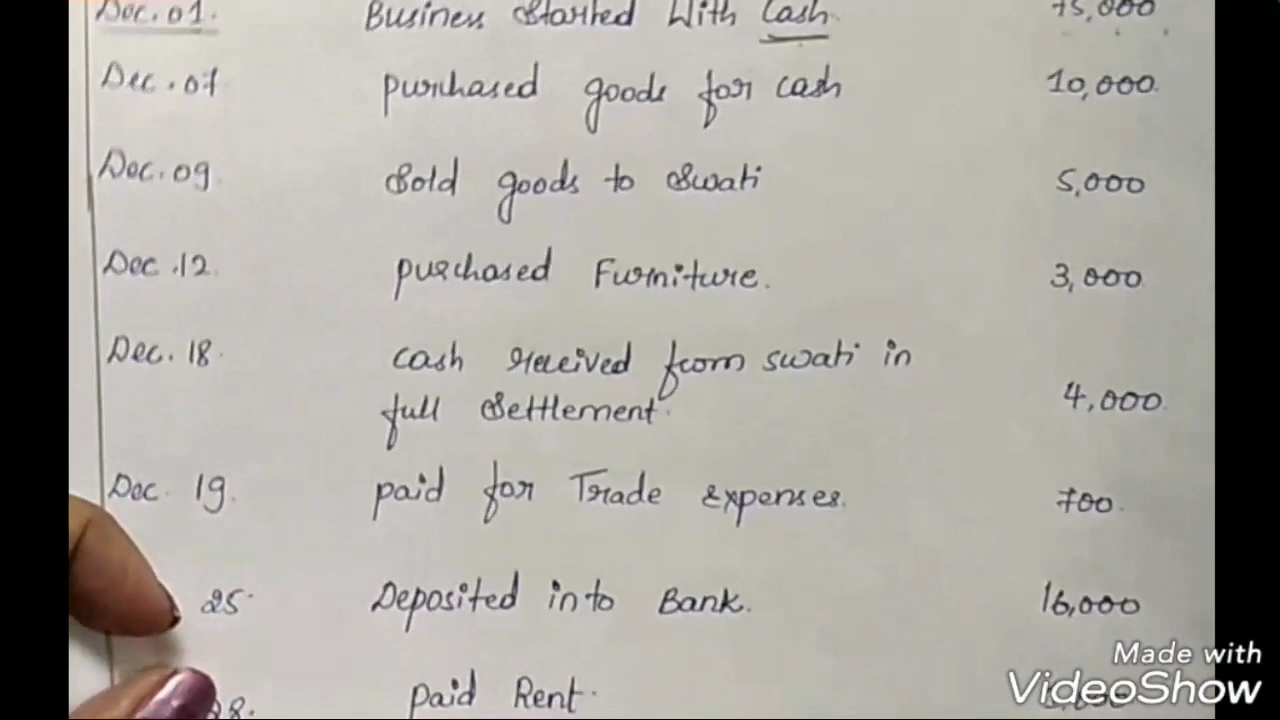 Dec. 01. Business Started With Cash. 75,000
Dec. 07 purchased goods for cash 10,000.
Dec. 09. Sold goods to Swati 5,000
Dec. 12. purchased Furniture. 3,000
Dec. 18. cash received from swati in
full Settlement. 4,000
Dec. 19. paid for Trade expenses. 700.
25. Deposited into Bank. 16,000
28. paid Rent.
Made with
VideoShow